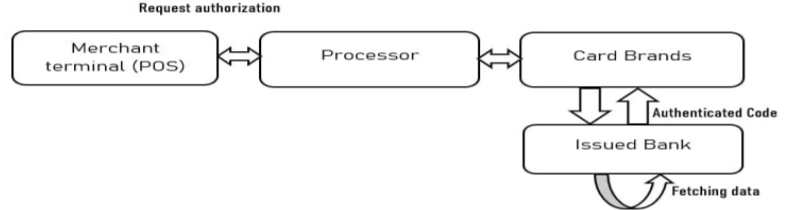 Request authorization
Merchant
terminal (POS)
Processor
Card Brands
Authenticated Code
Issued Bank
Fetching data